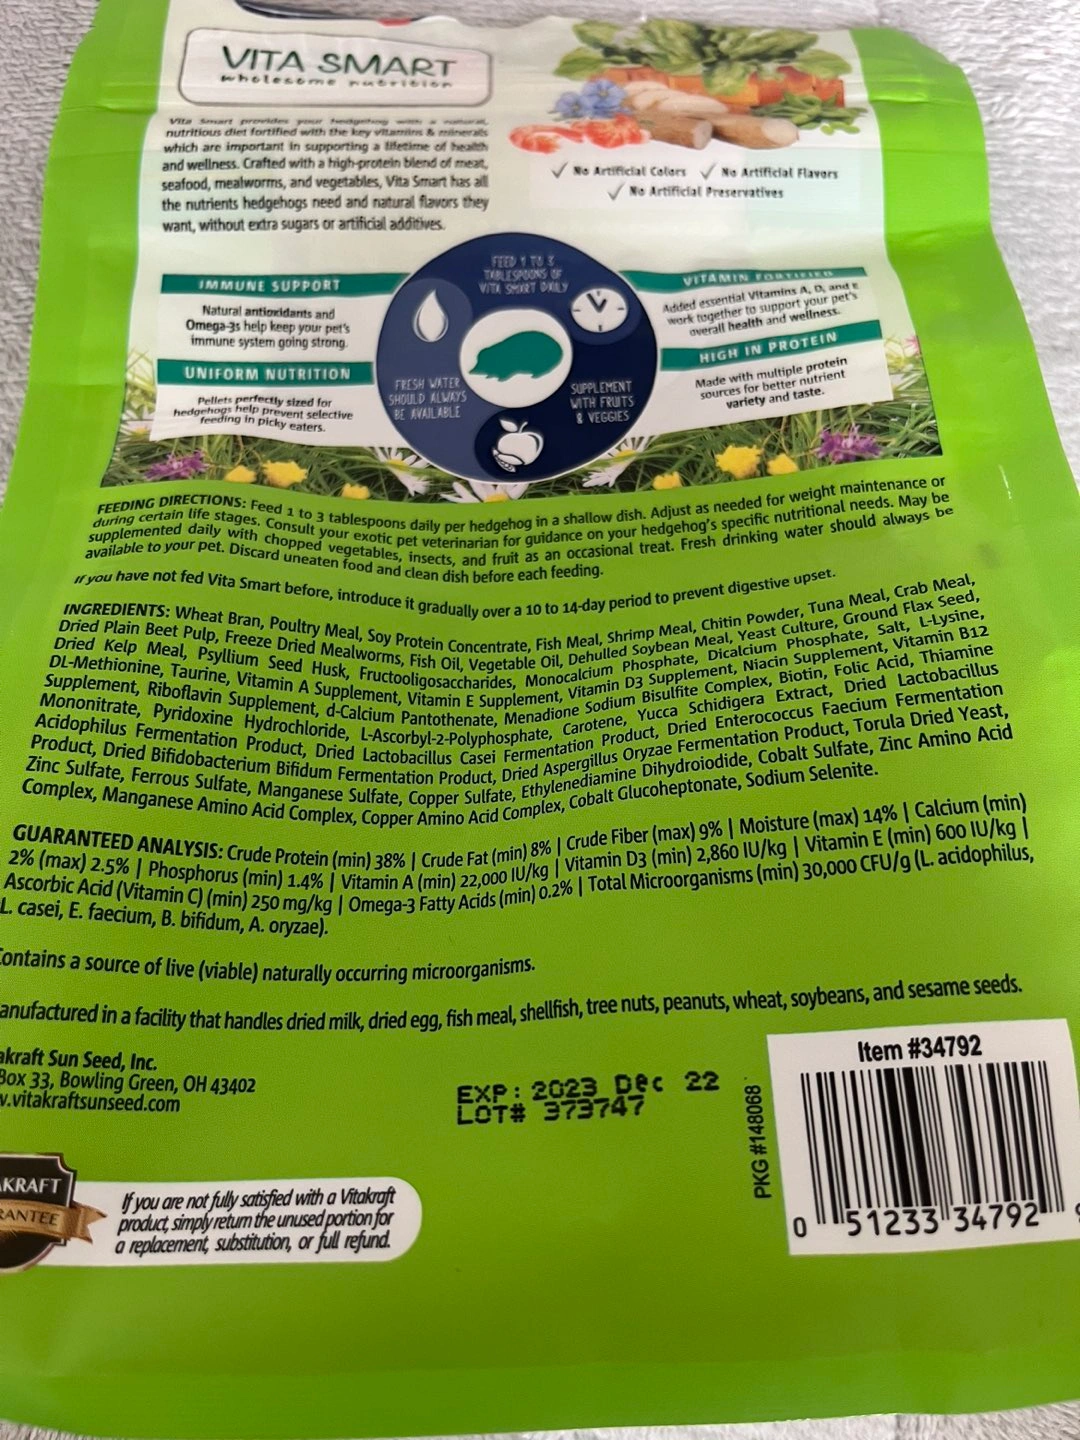 VITA SMART
wholesome nutrition
Vita Smart provides your hedgehog with a natural,
nutritious diet fortified with the key vitamins & minerals
which are important in supporting a lifetime of health
and wellness. Crafted with a high-protein blend of meat,
seafood, mealworms, and vegetables, Vita Smart has all
the nutrients hedgehogs need and natural flavors they
want, without extra sugars or artificial additives.
✓ No Artificial Colors ✓ No Artificial Flavors
✓ No Artificial Preservatives
IMMUNE SUPPORT
Natural antioxidants and
Omega-3s help keep your pet's
immune system going strong.
UNIFORM NUTRITION
Pellets perfectly sized for
hedgehogs help prevent selective
feeding in picky eaters.
FEED 1 TO 3
TABLESPOONS OF
VITA SMART DAILY
FRESH WATER
SHOULD ALWAYS
BE AVAILABLE
SUPPLEMENT
WITH FRUITS
& VEGGIES
VITAMIN FORTIFIED
Added essential Vitamins A, D, and E
work together to support your pet's
overall health and wellness.
HIGH IN PROTEIN
Made with multiple protein
sources for better nutrient
variety and taste.
FEEDING DIRECTIONS: Feed 1 to 3 tablespoons daily per hedgehog in a shallow dish. Adjust as needed for weight maintenance or
during certain life stages. Consult your exotic pet veterinarian for guidance on your hedgehog's specific nutritional needs. May be
supplemented daily with chopped vegetables, insects, and fruit as an occasional treat. Fresh drinking water should always be
available to your pet. Discard uneaten food and clean dish before each feeding.
If you have not fed Vita Smart before, introduce it gradually over a 10 to 14-day period to prevent digestive upset.
INGREDIENTS: Wheat Bran, Poultry Meal, Soy Protein Concentrate, Fish Meal, Shrimp Meal, Chitin Powder, Tuna Meal, Crab Meal,
Dried Plain Beet Pulp, Freeze Dried Mealworms, Fish Oil, Vegetable Oil, Dehulled Soybean Meal, Yeast Culture, Ground Flax Seed,
Dried Kelp Meal, Psyllium Seed Husk, Fructooligosaccharides, Monocalcium Phosphate, Dicalcium Phosphate, Salt, L-Lysine,
DL-Methionine, Taurine, Vitamin A Supplement, Vitamin E Supplement, Vitamin D3 Supplement, Niacin Supplement, Vitamin B12
Supplement, Riboflavin Supplement, d-Calcium Pantothenate, Menadione Sodium Bisulfite Complex, Biotin, Folic Acid, Thiamine
Mononitrate, Pyridoxine Hydrochloride, L-Ascorbyl-2-Polyphosphate, Carotene, Yucca Schidigera Extract, Dried Lactobacillus
Acidophilus Fermentation Product, Dried Lactobacillus Casei Fermentation Product, Dried Enterococcus Faecium Fermentation
Product, Dried Bifidobacterium Bifidum Fermentation Product, Dried Aspergillus Oryzae Fermentation Product, Torula Dried Yeast,
Zinc Sulfate, Ferrous Sulfate, Manganese Sulfate, Copper Sulfate, Ethylenediamine Dihydroiodide, Cobalt Sulfate, Zinc Amino Acid
Complex, Manganese Amino Acid Complex, Copper Amino Acid Complex, Cobalt Glucoheptonate, Sodium Selenite.
GUARANTEED ANALYSIS: Crude Protein (min) 38% | Crude Fat (min) 8% | Crude Fiber (max) 9% | Moisture (max) 14% | Calcium (min)
2% (max) 2.5% | Phosphorus (min) 1.4% | Vitamin A (min) 22,000 IU/kg | Vitamin D3 (min) 2,860 IU/kg | Vitamin E (min) 600 IU/kg |
Ascorbic Acid (Vitamin C) (min) 250 mg/kg | Omega-3 Fatty Acids (min) 0.2% | Total Microorganisms (min) 30,000 CFU/g (L. acidophilus,
L. casei, E. faecium, B. bifidum, A. oryzae).
Contains a source of live (viable) naturally occurring microorganisms.
anufactured in a facility that handles dried milk, dried egg, fish meal, shellfish, tree nuts, peanuts, wheat, soybeans, and sesame seeds.
akraft Sun Seed, Inc.
Box 33, Bowling Green, OH 43402
w.vitakraftsunseed.com
EXP: 2023 Dec 22
LOT# 373747
PKG #148068
Item #34792
0 51233 34792
AKRAFT
RANTEE
If you are not fully satisfied with a Vitakraft
product, simply return the unused portion for
a replacement, substitution, or full refund.